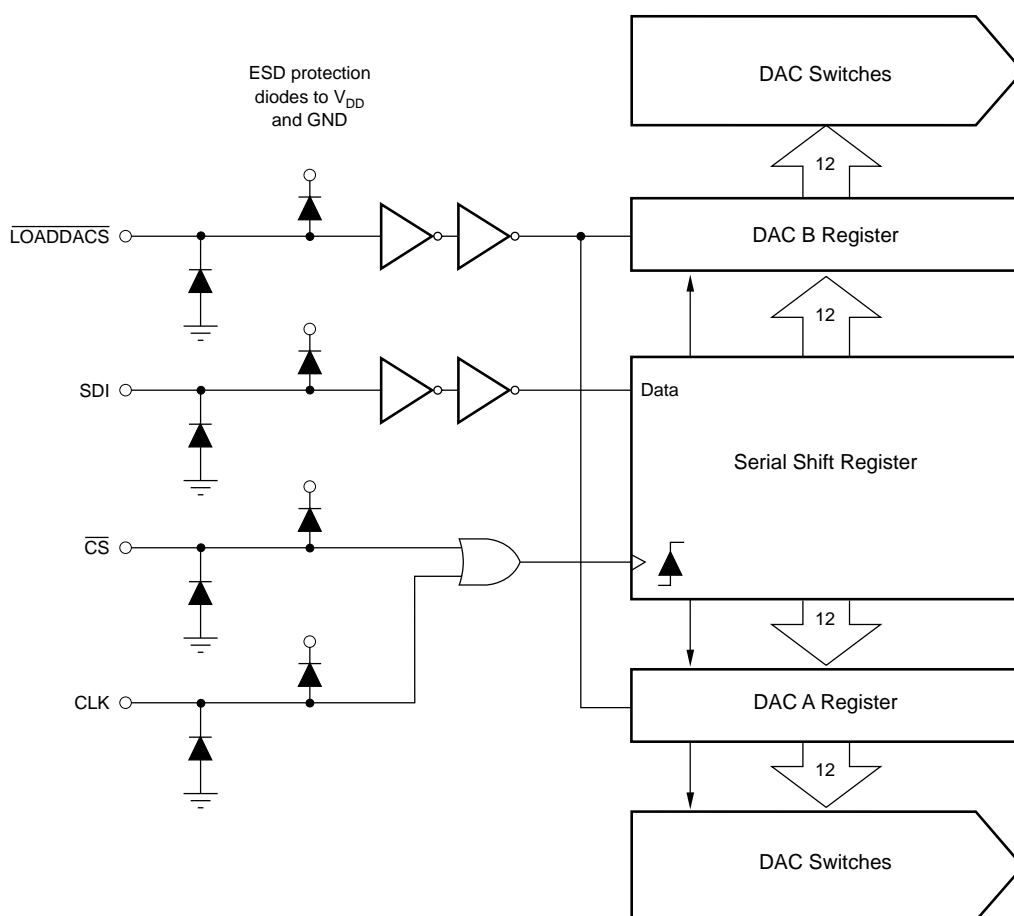 DAC Switches
ESD protection
diodes to V_DD
and GND
12
LOADDACS
DAC B Register
12
SDI
Data
Serial Shift Register
CS
12
CLK
DAC A Register
12
DAC Switches